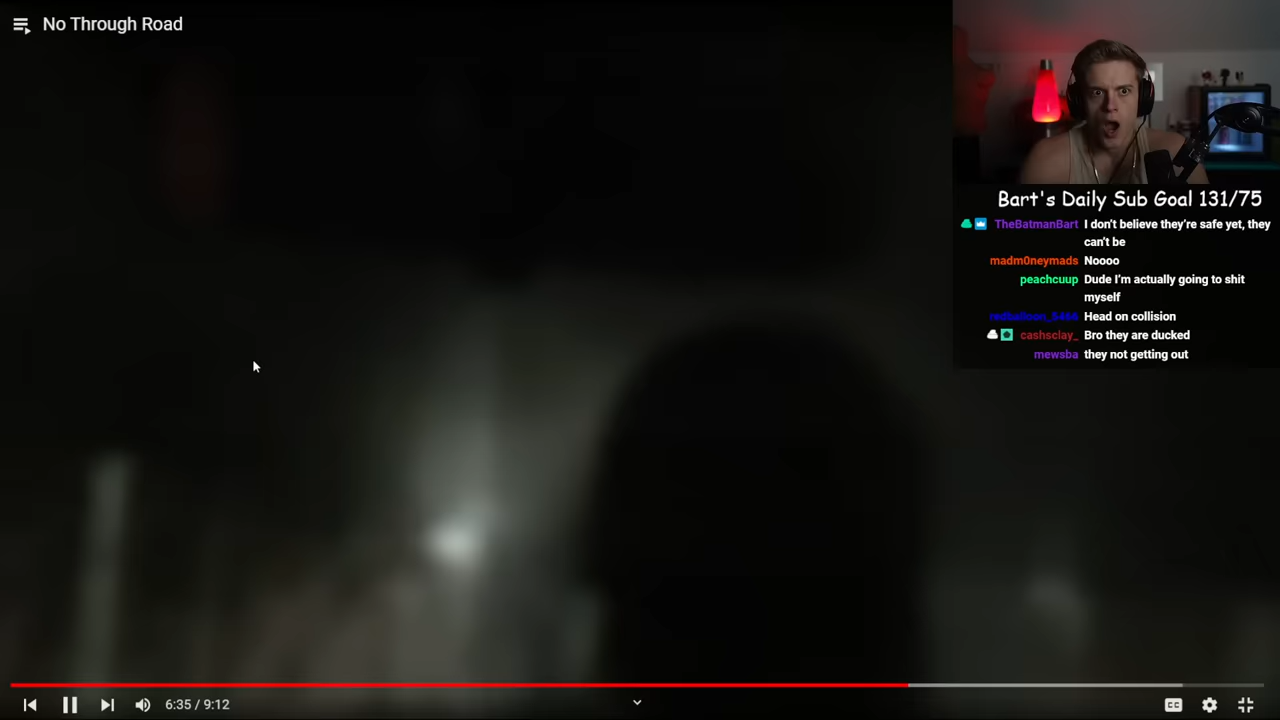 No Through Road
Bart's Daily Sub Goal 131/75
TheBatmanBart I don't believe they're safe yet, they
can't be
madm0neymads Noooo
peachcuup Dude I'm actually going to shit
myself
redballoon_5466 Head on collision
cashsclay_ Bro they are ducked
mewsba they not getting out
6:35 / 9:12
CC